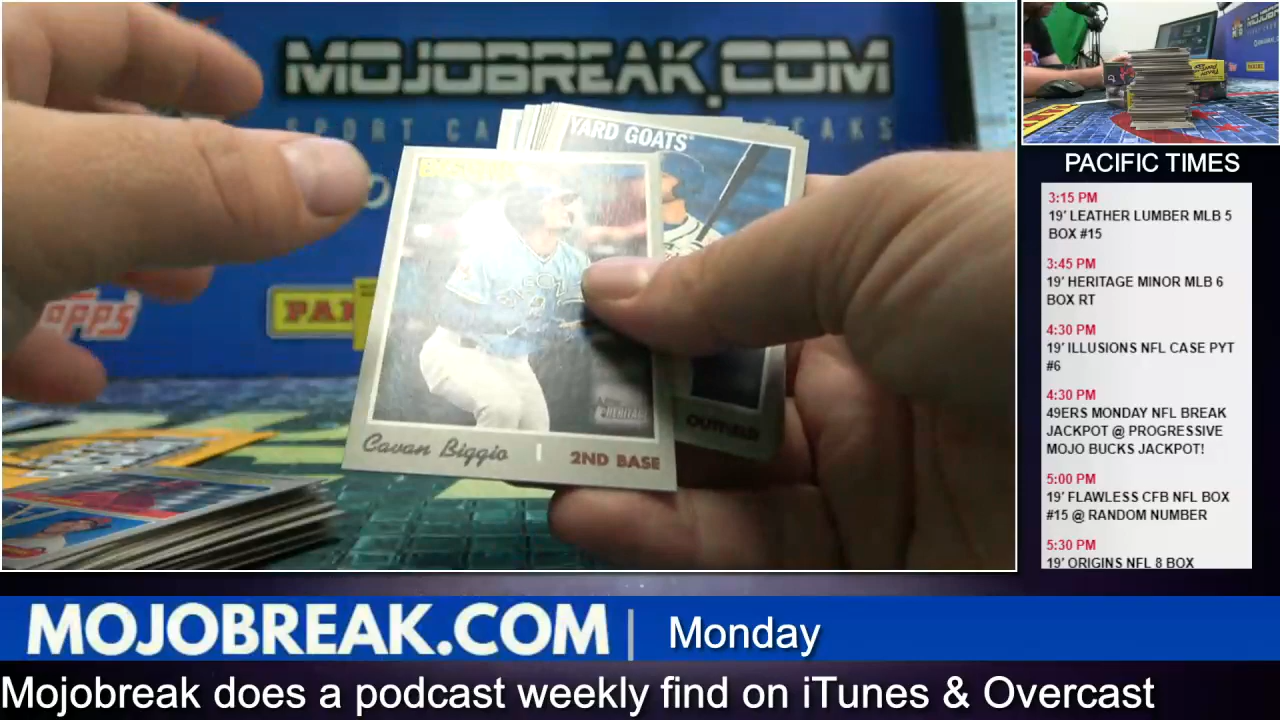 MOJOBREAK.COM
SPORT CA
EAKS
YARD GOATS
Cavan Biggio | 2ND BASE
OUTFIELD
HERITAGE
TOPPS
PACIFIC TIMES
3:15 PM
19' LEATHER LUMBER MLB 5
BOX #15
3:45 PM
19' HERITAGE MINOR MLB 6
BOX RT
4:30 PM
19' ILLUSIONS NFL CASE PYT
#6
4:30 PM
49ERS MONDAY NFL BREAK
JACKPOT @ PROGRESSIVE
MOJO BUCKS JACKPOT!
5:00 PM
19' FLAWLESS CFB NFL BOX
#15 @ RANDOM NUMBER
5:30 PM
19' ORIGINS NFL 8 BOX
MOJOBREAK.COM | Monday
Mojobreak does a podcast weekly find on iTunes & Overcast